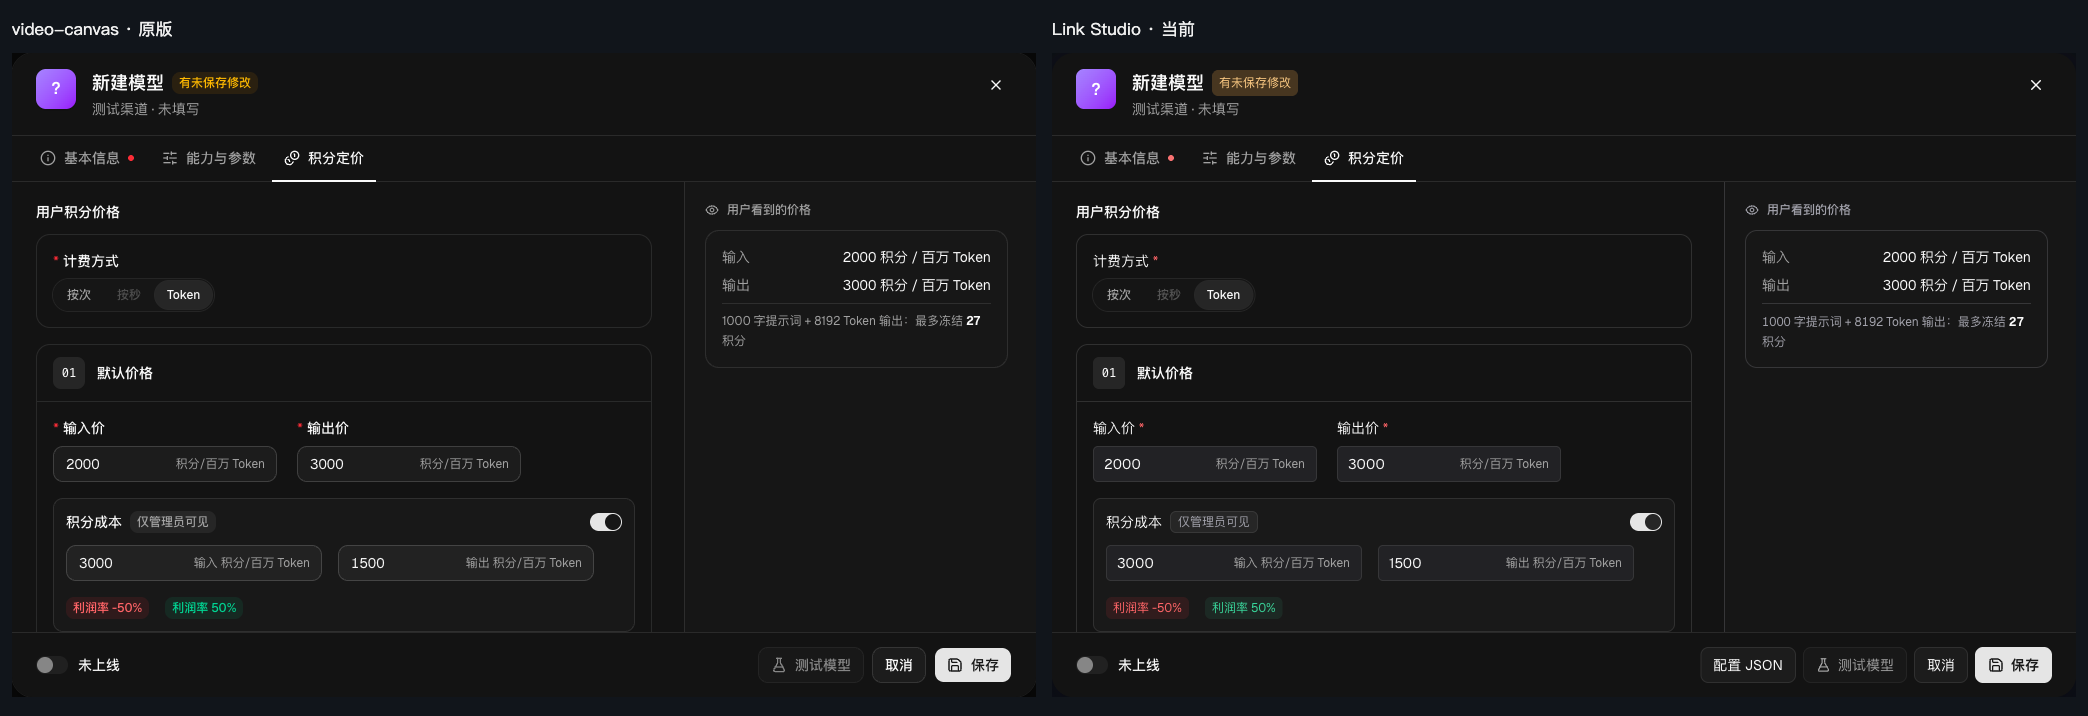 video-canvas · 原版
?
新建模型 有未保存修改
测试渠道 · 未填写
基本信息 能力与参数 积分定价
用户积分价格
* 计费方式
按次 按秒 Token
01 默认价格
* 输入价 * 输出价
2000 积分/百万 Token 3000 积分/百万 Token
积分成本 仅管理员可见
3000 输入 积分/百万 Token 1500 输出 积分/百万 Token
利润率 -50% 利润率 50%
用户看到的价格
输入 2000 积分 / 百万 Token
输出 3000 积分 / 百万 Token
1000 字提示词 + 8192 Token 输出：最多冻结 27
积分
未上线 测试模型 取消 保存
Link Studio · 当前
?
新建模型 有未保存修改
测试渠道 · 未填写
基本信息 能力与参数 积分定价
用户积分价格
计费方式 *
按次 按秒 Token
01 默认价格
输入价 * 输出价 *
2000 积分/百万 Token 3000 积分/百万 Token
积分成本 仅管理员可见
3000 输入 积分/百万 Token 1500 输出 积分/百万 Token
利润率 -50% 利润率 50%
用户看到的价格
输入 2000 积分 / 百万 Token
输出 3000 积分 / 百万 Token
1000 字提示词 + 8192 Token 输出：最多冻结 27
积分
未上线 配置 JSON 测试模型 取消 保存